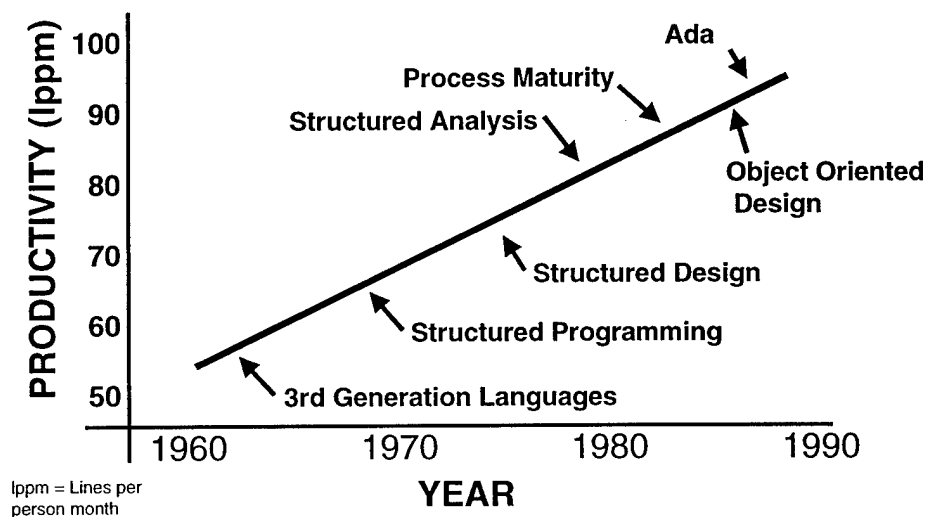 PRODUCTIVITY (lppm)
100
90
80
70
60
50
Ada
Process Maturity
Structured Analysis
Object Oriented
Design
Structured Design
Structured Programming
3rd Generation Languages
1960
1970
1980
1990
YEAR
lppm = Lines per
person month